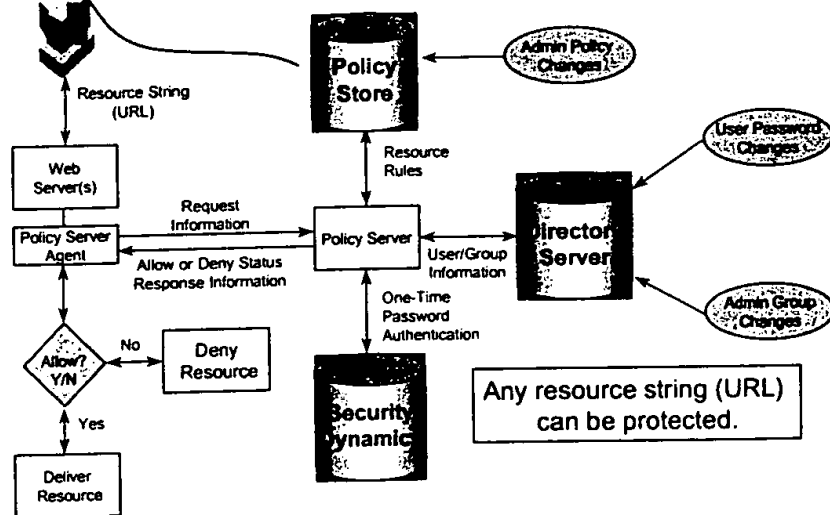 Policy
Store
Admin Policy
Changes
Resource String
(URL)
User Password
Changes
Web
Server(s)
Resource
Rules
Request
Information
Policy Server
Agent
Policy Server
Director
Server
Allow or Deny Status
Response Information
User/Group
Information
One-Time
Password
Authentication
Admin Group
Changes
Allow?
Y/N
No
Deny
Resource
Security
Dynamic
Any resource string (URL)
can be protected.
Yes
Deliver
Resource